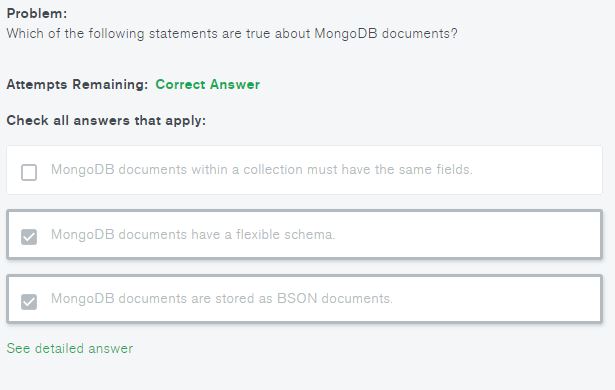 Problem:
Which of the following statements are true about MongoDB documents?
Attempts Remaining: Correct Answer
Check all answers that apply:
MongoDB documents within a collection must have the same fields.
MongoDB documents have a flexible schema.
MongoDB documents are stored as BSON documents.
See detailed answer